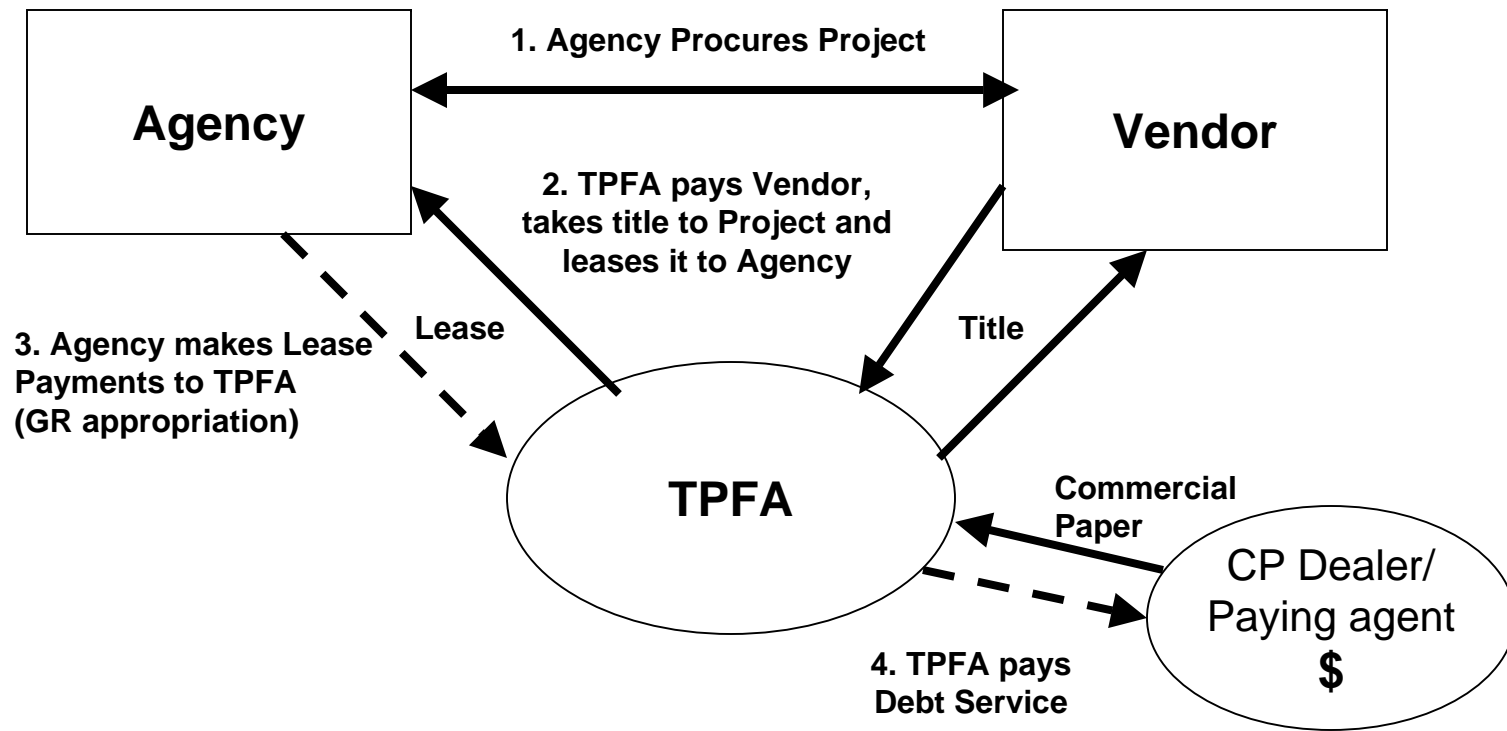 1. Agency Procures Project
Agency
Vendor
2. TPFA pays Vendor,
takes title to Project and
leases it to Agency
3. Agency makes Lease
Payments to TPFA
(GR appropriation)
Lease
Title
TPFA
Commercial
Paper
CP Dealer/
Paying agent
$
4. TPFA pays
Debt Service